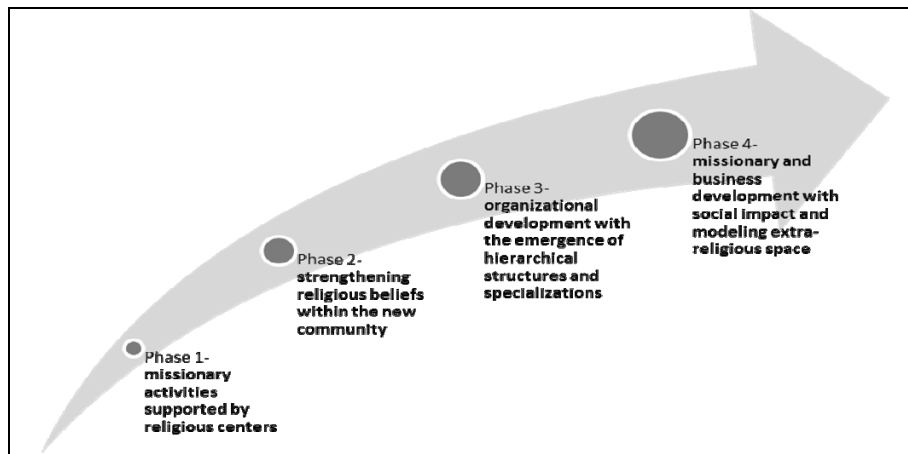 Phase 1-
missionary
activities
supported by
religious centers
Phase 2-
strengthening
religious beliefs
within the new
community
Phase 3-
organizational
development with
the emergence of
hierarchical
structures and
specializations
Phase 4-
missionary and
business
development with
social impact and
modeling extra-
religious space